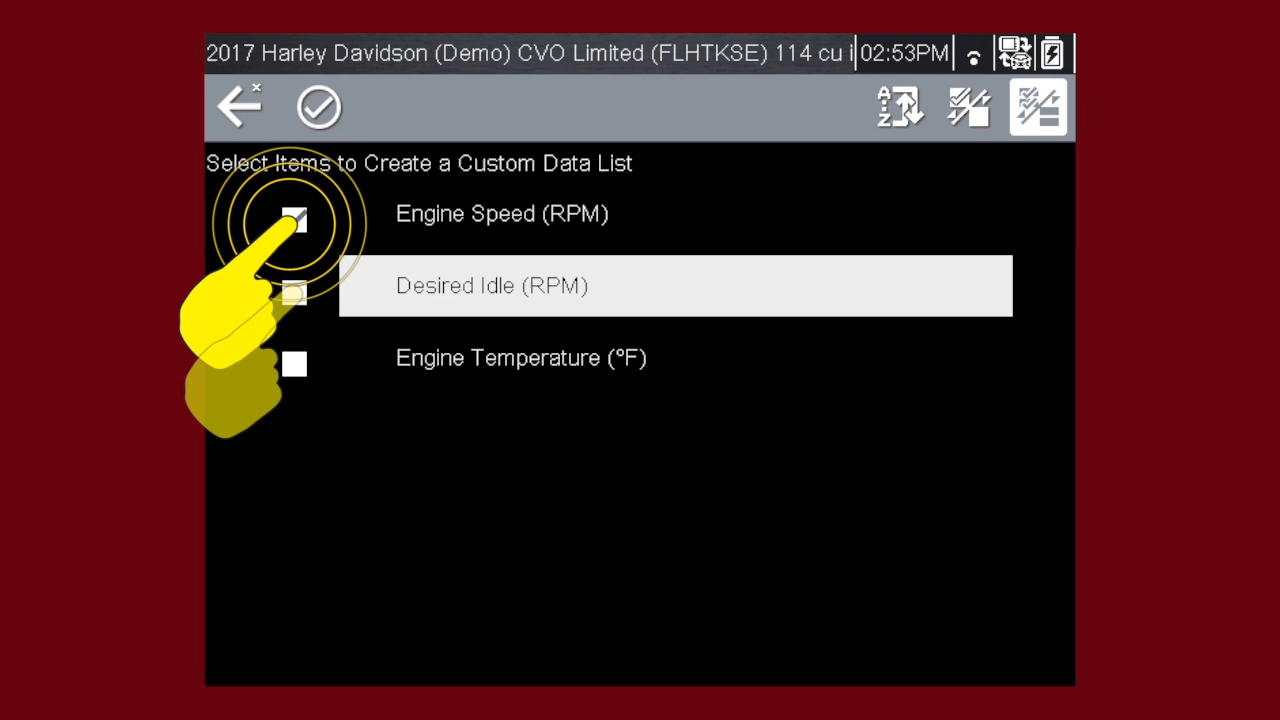 2017 Harley Davidson (Demo) CVO Limited (FLHTKSE) 114 cu i 02:53PM
A
Z
Select Items to Create a Custom Data List
Engine Speed (RPM)
Desired Idle (RPM)
Engine Temperature (°F)